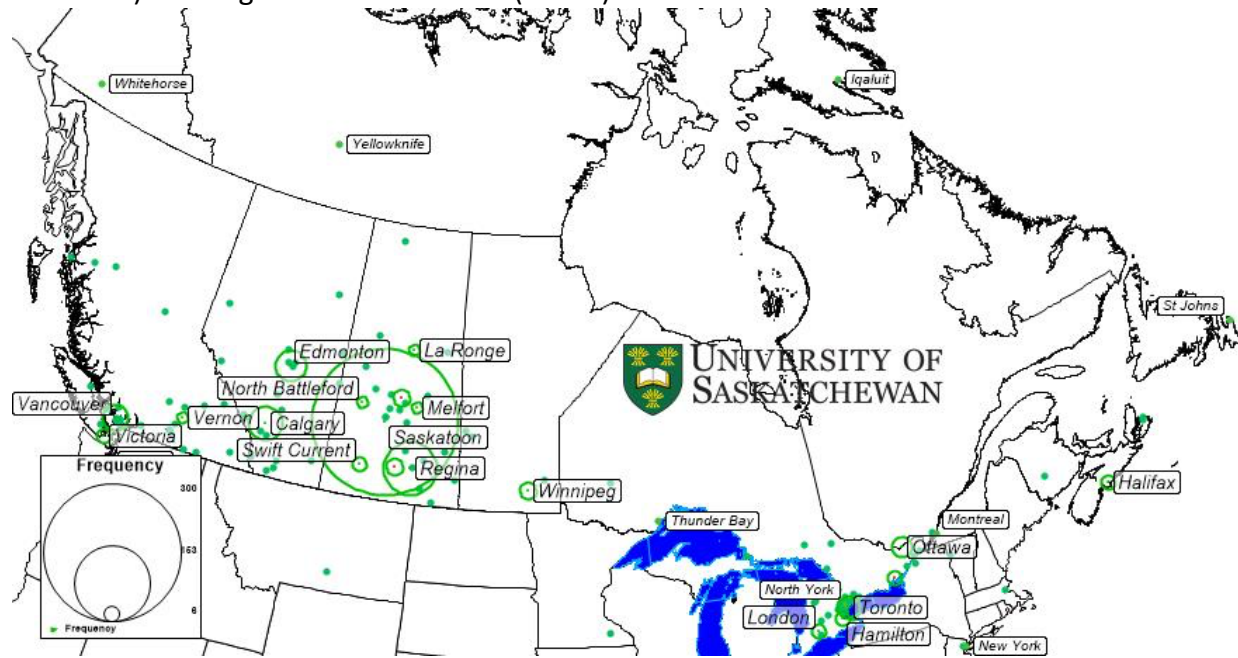 Whitehorse
Iqaluit
Yellowknife
St Johns
Edmonton
La Ronge
UNIVERSITY OF
SASKATCHEWAN
North Battleford
Vancouver
Vernon
Melfort
Calgary
Victoria
Saskatoon
Swift Current
Regina
Frequency
300
153
6
Frequency
Winnipeg
Halifax
Thunder Bay
Montreal
Ottawa
North York
Toronto
London
Hamilton
New York